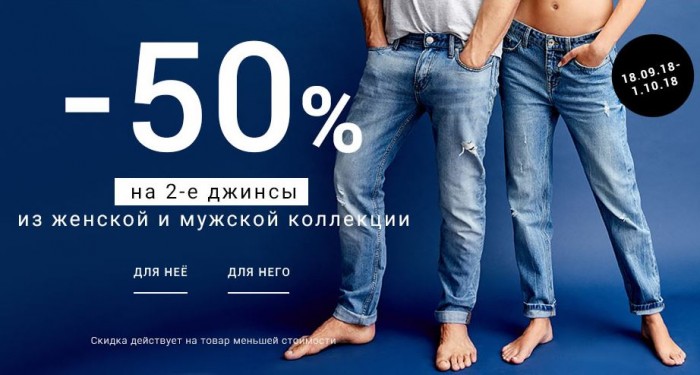 -50%
на 2-е джинсы
из женской и мужской коллекции
ДЛЯ НЕЁ
ДЛЯ НЕГО
Скидка действует на товар меньшей стоимости
18.09.18-
1.10.18